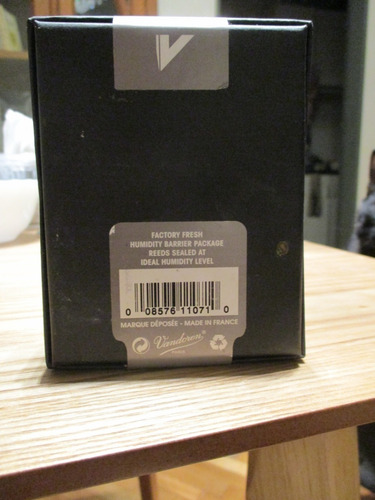 FACTORY FRESH
HUMIDITY BARRIER PACKAGE
REEDS SEALED AT
IDEAL HUMIDITY LEVEL
0 08576 11071 0
MARQUE DÉPOSÉE - MADE IN FRANCE
Vandoren
PARIS